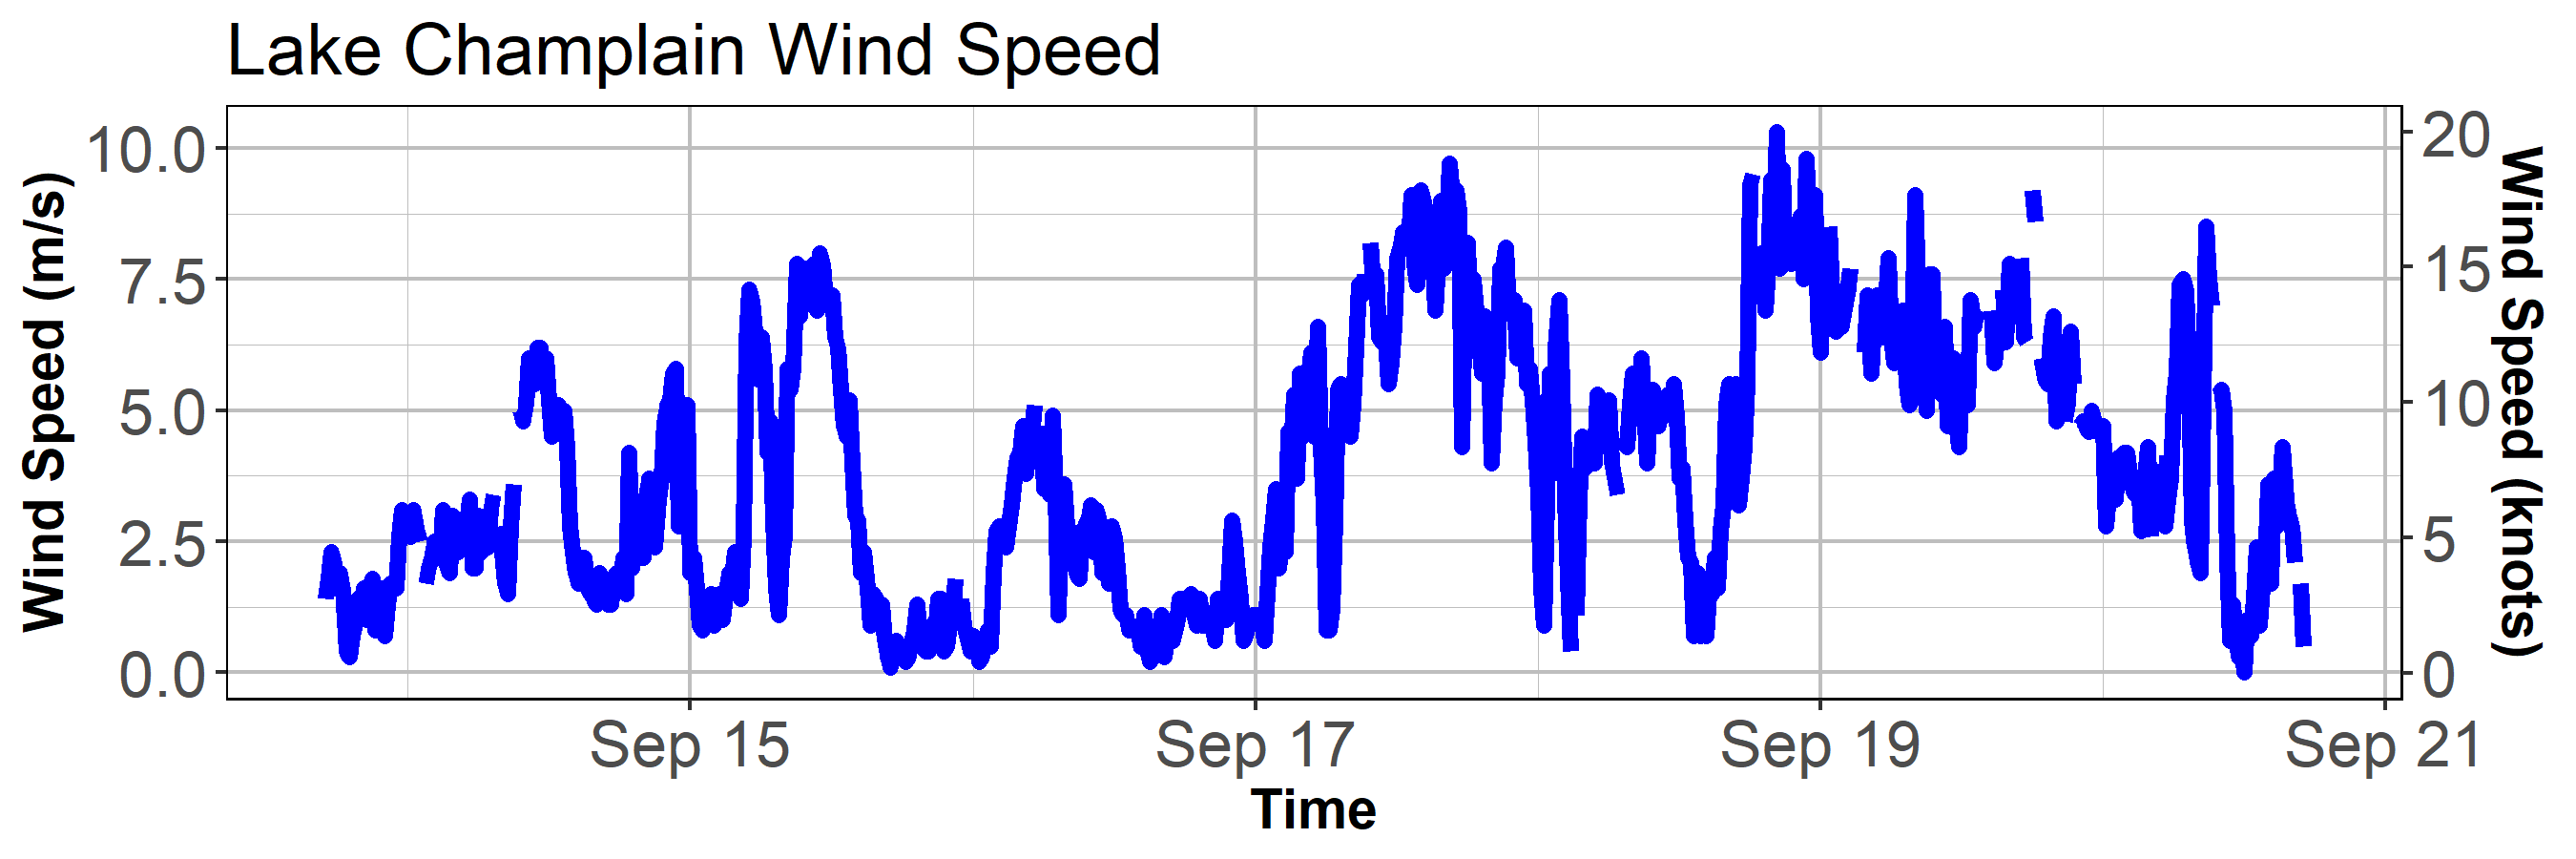 Lake Champlain Wind Speed
Wind Speed (m/s)
10.0
7.5
5.0
2.5
0.0
20
15
10
5
0
Wind Speed (knots)
Sep 15
Sep 17
Sep 19
Sep 21
Time